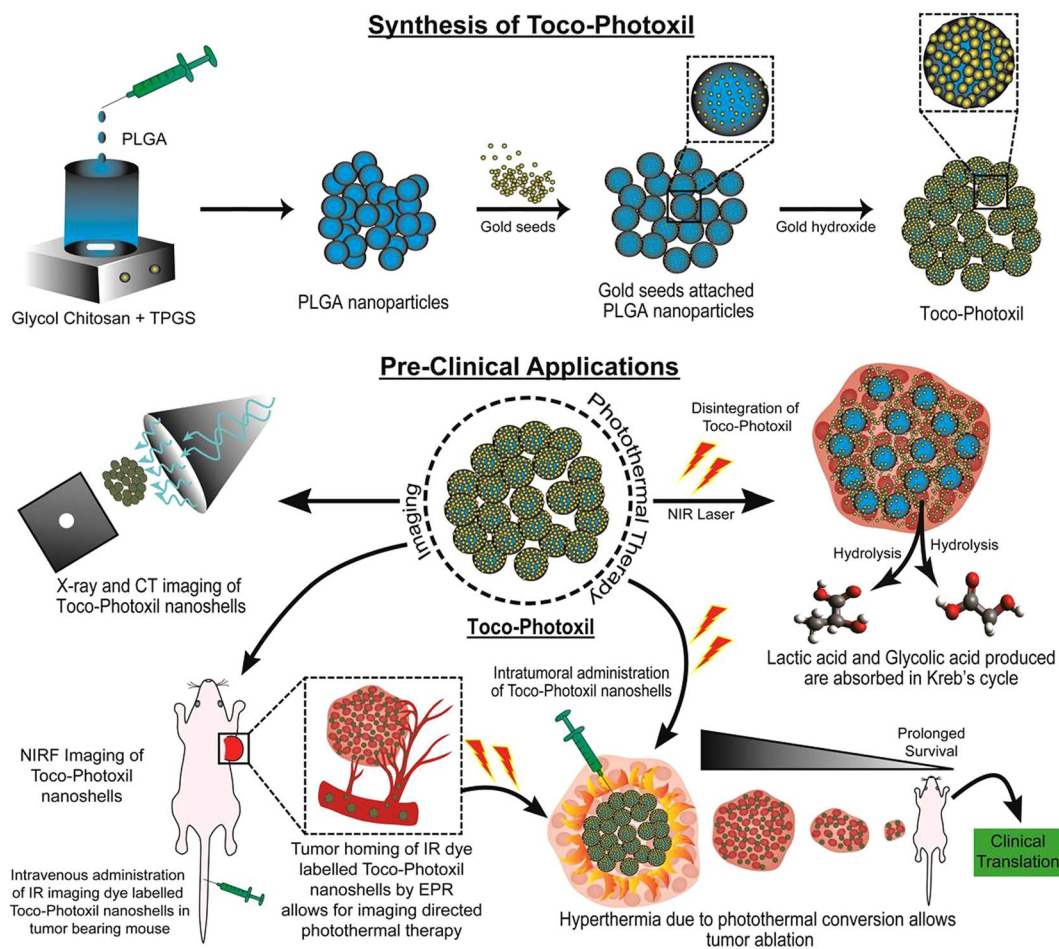 Synthesis of Toco-Photoxil
PLGA
Glycol Chitosan + TPGS
PLGA nanoparticles
Gold seeds
Gold seeds attached
PLGA nanoparticles
Gold hydroxide
Toco-Photoxil
Pre-Clinical Applications
Imaging
Photothermal Therapy
Toco-Photoxil
X-ray and CT imaging of
Toco-Photoxil nanoshells
Disintegration of
Toco-Photoxil
NIR Laser
Hydrolysis
Hydrolysis
Lactic acid and Glycolic acid produced
are absorbed in Kreb's cycle
NIRF Imaging of
Toco-Photoxil
nanoshells
Intravenous administration
of IR imaging dye labelled
Toco-Photoxil nanoshells in
tumor bearing mouse
Tumor homing of IR dye
labelled Toco-Photoxil
nanoshells by EPR
allows for imaging directed
photothermal therapy
Intratumoral administration
of Toco-Photoxil nanoshells
Prolonged
Survival
Clinical
Translation
Hyperthermia due to photothermal conversion allows
tumor ablation